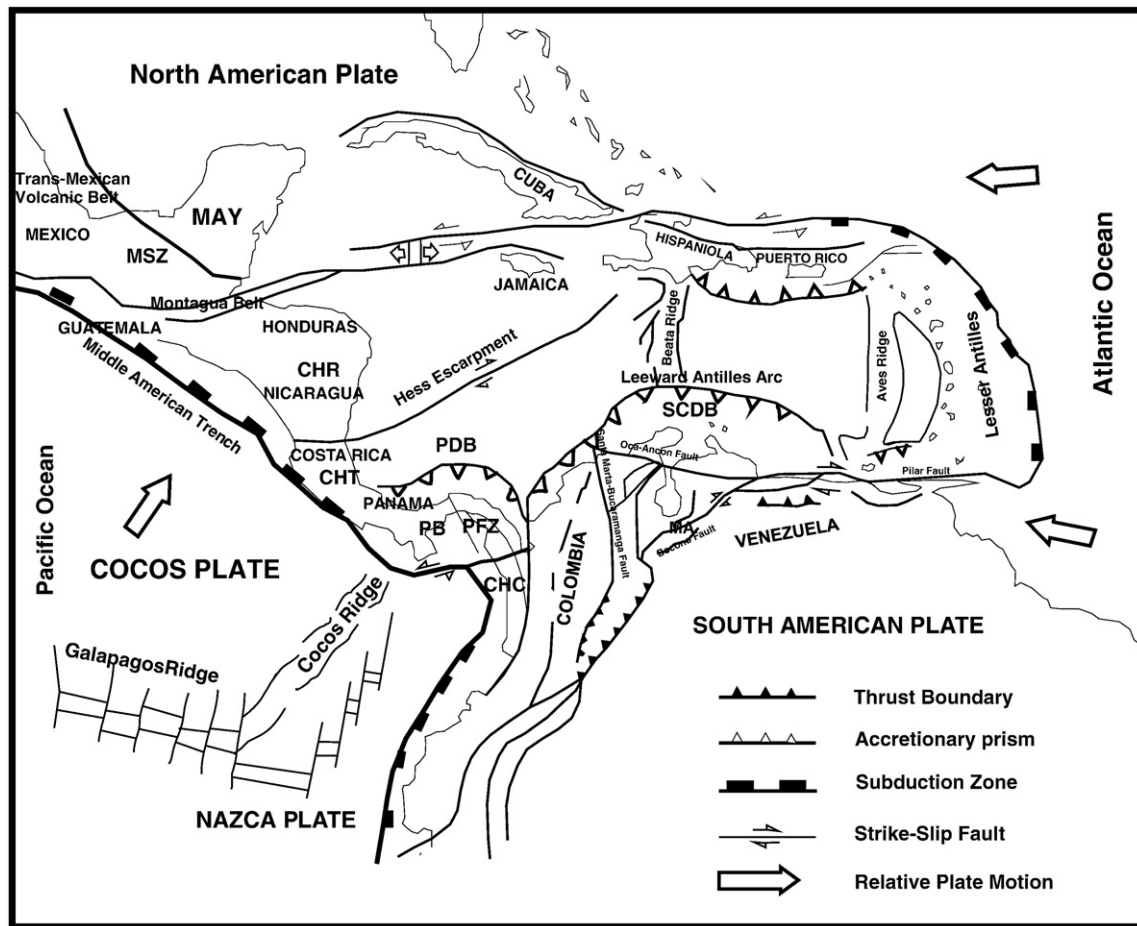 North American Plate
Trans-Mexican
Volcanic Belt
MEXICO
MAY
MSZ
CUBA
HISPANIOLA
PUERTO RICO
JAMAICA
Atlantic Ocean
Montagua Belt
GUATEMALA
HONDURAS
Middle American Trench
CHR
NICARAGUA
Hess Escarpment
Beata Ridge
Aves Ridge
Lesser Antilles
Leeward Antilles Arc
SCDB
PDB
COSTA RICA
CHT
Oca-Ancón Fault
Santa Marta-Bucaramanga Fault
Pilar Fault
PANAMA
PB
PFZ
MA
Bocono Fault
VENEZUELA
Pacific Ocean
COCOS PLATE
CHC
COLOMBIA
Cocos Ridge
GalapagosRidge
SOUTH AMERICAN PLATE
NAZCA PLATE
Thrust Boundary
Accretionary prism
Subduction Zone
Strike-Slip Fault
Relative Plate Motion